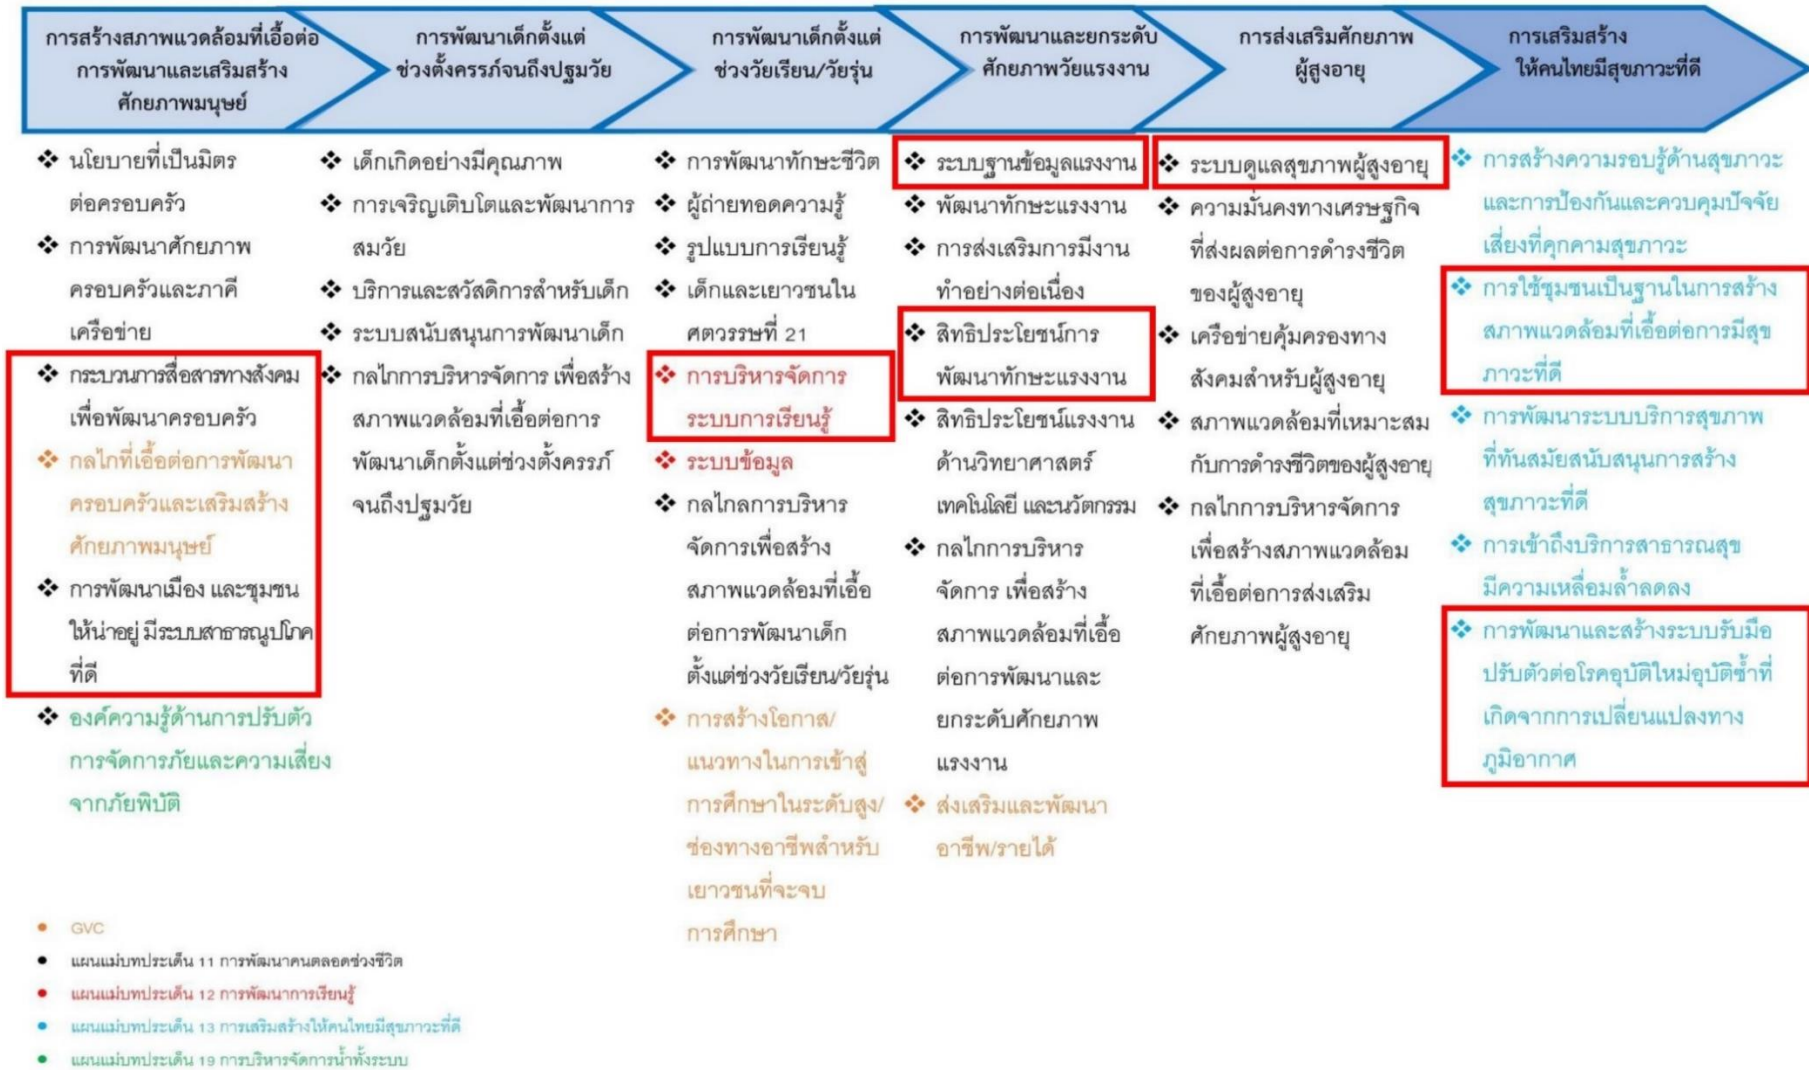 การสร้างสภาพแวดล้อมที่เอื้อต่อ
การพัฒนาและเสริมสร้าง
ศักยภาพมนุษย์
การพัฒนาเด็กตั้งแต่
ช่วงตั้งครรภ์จนถึงปฐมวัย
การพัฒนาเด็กตั้งแต่
ช่วงวัยเรียน/วัยรุ่น
การพัฒนาและยกระดับ
ศักยภาพวัยแรงงาน
การส่งเสริมศักยภาพ
ผู้สูงอายุ
การเสริมสร้าง
ให้คนไทยมีสุขภาวะที่ดี
❖ นโยบายที่เป็นมิตร
ต่อครอบครัว
❖ การพัฒนาศักยภาพ
ครอบครัวและภาคี
เครือข่าย
❖ กระบวนการสื่อสารทางสังคม
เพื่อพัฒนาครอบครัว
❖ กลไกที่เอื้อต่อการพัฒนา
ครอบครัวและเสริมสร้าง
ศักยภาพมนุษย์
❖ การพัฒนาเมือง และชุมชน
ให้น่าอยู่ มีระบบสาธารณูปโภค
ที่ดี
❖ องค์ความรู้ด้านการปรับตัว
การจัดการภัยและความเสี่ยง
จากภัยพิบัติ
❖ เด็กเกิดอย่างมีคุณภาพ
❖ การเจริญเติบโตและพัฒนาการ
สมวัย
❖ บริการและสวัสดิการสำหรับเด็ก
❖ ระบบสนับสนุนการพัฒนาเด็ก
❖ กลไกการบริหารจัดการ เพื่อสร้าง
สภาพแวดล้อมที่เอื้อต่อการ
พัฒนาเด็กตั้งแต่ช่วงตั้งครรภ์
จนถึงปฐมวัย
❖ การพัฒนาทักษะชีวิต
❖ ผู้ถ่ายทอดความรู้
❖ รูปแบบการเรียนรู้
❖ เด็กและเยาวชนใน
ศตวรรษที่ 21
❖ การบริหารจัดการ
ระบบการเรียนรู้
❖ ระบบข้อมูล
❖ กลไกลการบริหาร
จัดการเพื่อสร้าง
สภาพแวดล้อมที่เอื้อ
ต่อการพัฒนาเด็ก
ตั้งแต่ช่วงวัยเรียน/วัยรุ่น
❖ การสร้างโอกาส/
แนวทางในการเข้าสู่
การศึกษาในระดับสูง/
ช่องทางอาชีพสำหรับ
เยาวชนที่จะจบ
การศึกษา
❖ ระบบฐานข้อมูลแรงงาน
❖ พัฒนาทักษะแรงงาน
❖ การส่งเสริมการมีงาน
ทำอย่างต่อเนื่อง
❖ สิทธิประโยชน์การ
พัฒนาทักษะแรงงาน
❖ สิทธิประโยชน์แรงงาน
ด้านวิทยาศาสตร์
เทคโนโลยี และนวัตกรรม
❖ กลไกการบริหาร
จัดการ เพื่อสร้าง
สภาพแวดล้อมที่เอื้อ
ต่อการพัฒนาและ
ยกระดับศักยภาพ
แรงงาน
❖ ส่งเสริมและพัฒนา
อาชีพ/รายได้
❖ ระบบดูแลสุขภาพผู้สูงอายุ
❖ ความมั่นคงทางเศรษฐกิจ
ที่ส่งผลต่อการดำรงชีวิต
ของผู้สูงอายุ
❖ เครือข่ายคุ้มครองทาง
สังคมสำหรับผู้สูงอายุ
❖ สภาพแวดล้อมที่เหมาะสม
กับการดำรงชีวิตของผู้สูงอายุ
❖ กลไกการบริหารจัดการ
เพื่อสร้างสภาพแวดล้อม
ที่เอื้อต่อการส่งเสริม
ศักยภาพผู้สูงอายุ
❖ การสร้างความรอบรู้ด้านสุขภาวะ
และการป้องกันและควบคุมปัจจัย
เสี่ยงที่คุกคามสุขภาวะ
❖ การใช้ชุมชนเป็นฐานในการสร้าง
สภาพแวดล้อมที่เอื้อต่อการมีสุข
ภาวะที่ดี
❖ การพัฒนาระบบบริการสุขภาพ
ที่ทันสมัยสนับสนุนการสร้าง
สุขภาวะที่ดี
❖ การเข้าถึงบริการสาธารณสุข
มีความเหลื่อมล้ำลดลง
❖ การพัฒนาและสร้างระบบรับมือ
ปรับตัวต่อโรคอุบัติใหม่อุบัติซ้ำที่
เกิดจากการเปลี่ยนแปลงทาง
ภูมิอากาศ
• GVC
• แผนแม่บทประเด็น 11 การพัฒนาคนตลอดช่วงชีวิต
• แผนแม่บทประเด็น 12 การพัฒนาการเรียนรู้
• แผนแม่บทประเด็น 13 การเสริมสร้างให้คนไทยมีสุขภาวะที่ดี
• แผนแม่บทประเด็น 19 การบริหารจัดการน้ำทั้งระบบ